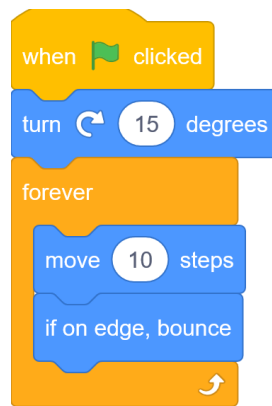 when clicked
turn 15 degrees
forever
move 10 steps
if on edge, bounce